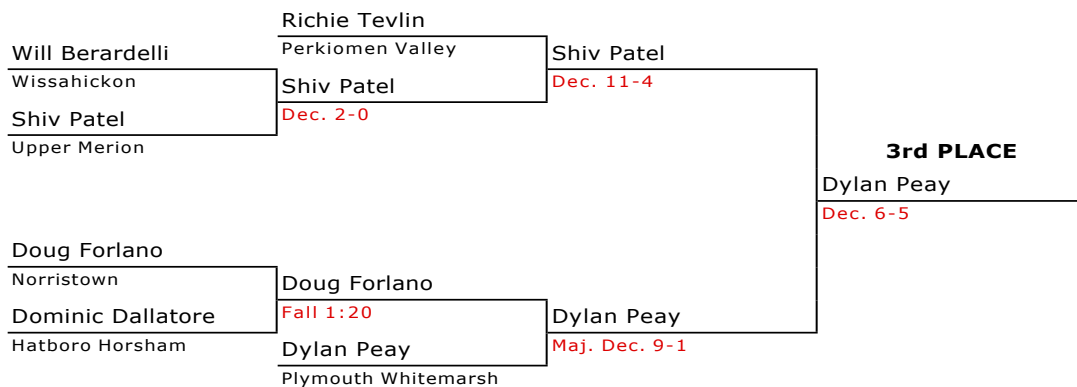 Richie Tevlin
Will Berardelli
Perkiomen Valley
Shiv Patel
Wissahickon
Shiv Patel
Dec. 11-4
Shiv Patel
Dec. 2-0
Upper Merion
3rd PLACE
Dylan Peay
Dec. 6-5
Doug Forlano
Norristown
Doug Forlano
Dominic Dallatore
Fall 1:20
Dylan Peay
Hatboro Horsham
Dylan Peay
Maj. Dec. 9-1
Plymouth Whitemarsh